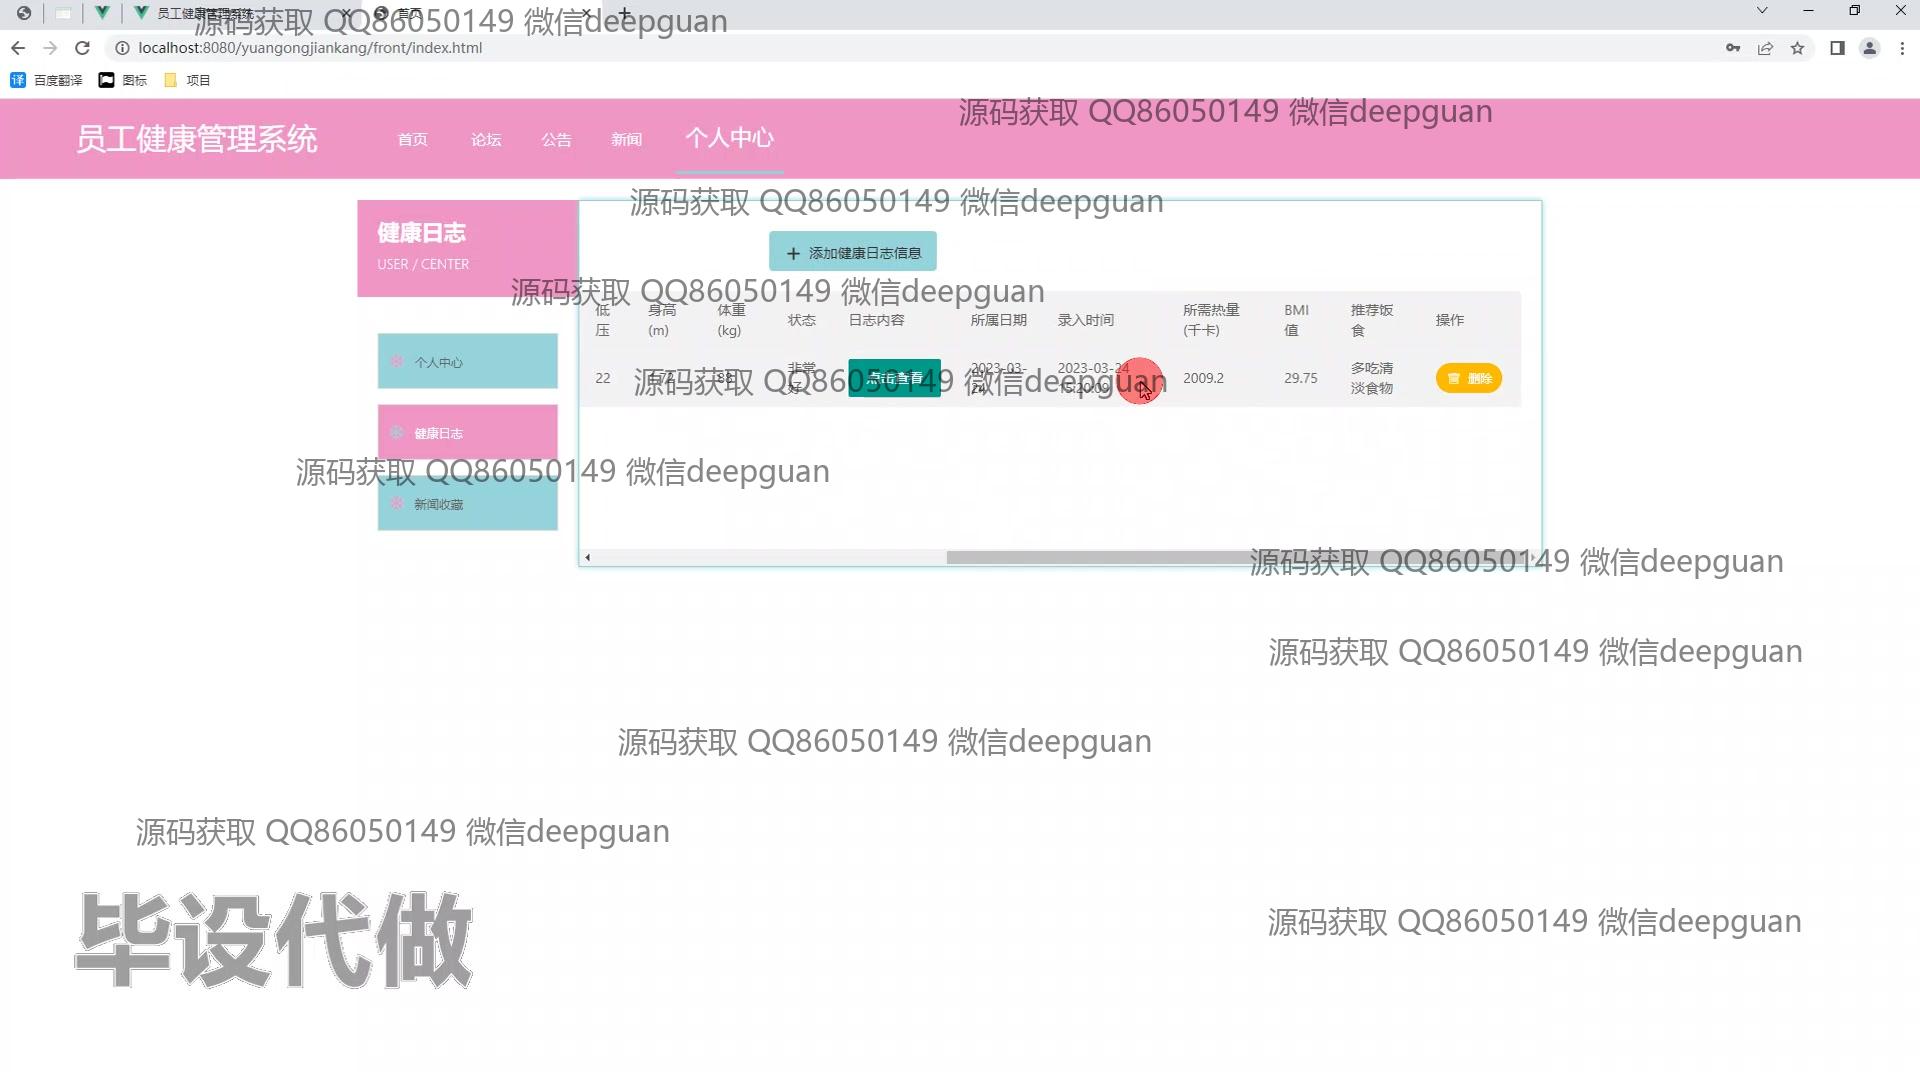 员工健康管理系统
首页
源码获取 QQ86050149 微信deepguan
localhost:8080/yuangongjiankang/front/index.html
译 百度翻译 图标 项目
源码获取 QQ86050149 微信deepguan
员工健康管理系统 首页 论坛 公告 新闻 个人中心
源码获取 QQ86050149 微信deepguan
健康日志
USER / CENTER
+ 添加健康日志信息
源码获取 QQ86050149 微信deepguan
低压 身高(m) 体重(kg) 状态 日志内容 所属日期 录入时间 所需热量(千卡) BMI值 推荐饭食 操作
22 1.72 88 非常好 点击查看 2023-03-24 2023-03-24 2009.2 29.75 多吃清淡食物 删除
源码获取 QQ86050149 微信deepguan
个人中心
健康日志
源码获取 QQ86050149 微信deepguan
新闻收藏
源码获取 QQ86050149 微信deepguan
源码获取 QQ86050149 微信deepguan
源码获取 QQ86050149 微信deepguan
源码获取 QQ86050149 微信deepguan
毕设代做
源码获取 QQ86050149 微信deepguan